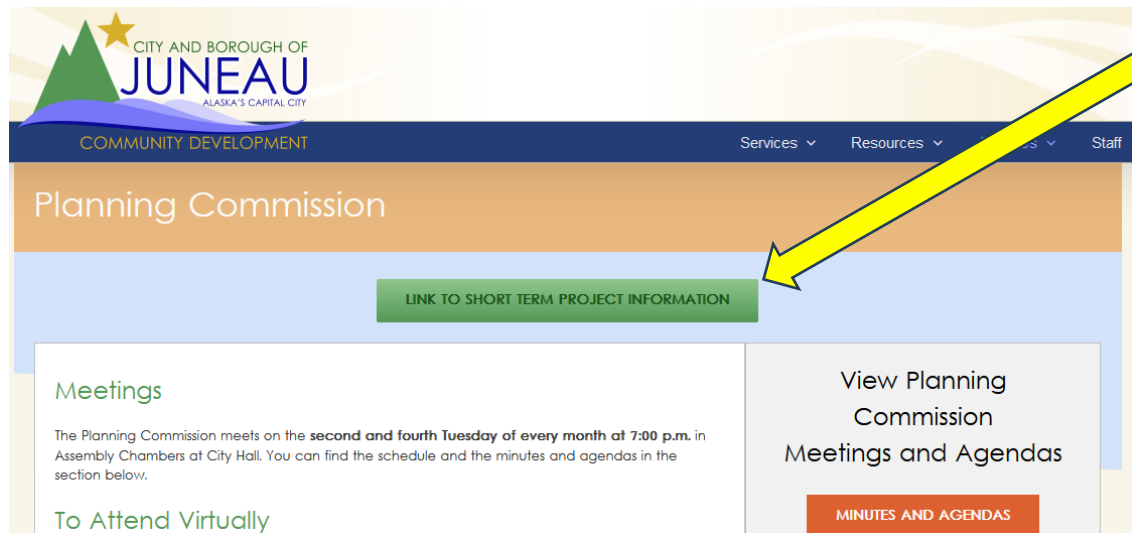 CITY AND BOROUGH OF
JUNEAU
ALASKA'S CAPITAL CITY
COMMUNITY DEVELOPMENT
Services
Resources
Staff
Planning Commission
LINK TO SHORT TERM PROJECT INFORMATION
Meetings
The Planning Commission meets on the second and fourth Tuesday of every month at 7:00 p.m. in
Assembly Chambers at City Hall. You can find the schedule and the minutes and agendas in the
section below.
To Attend Virtually
View Planning
Commission
Meetings and Agendas
MINUTES AND AGENDAS